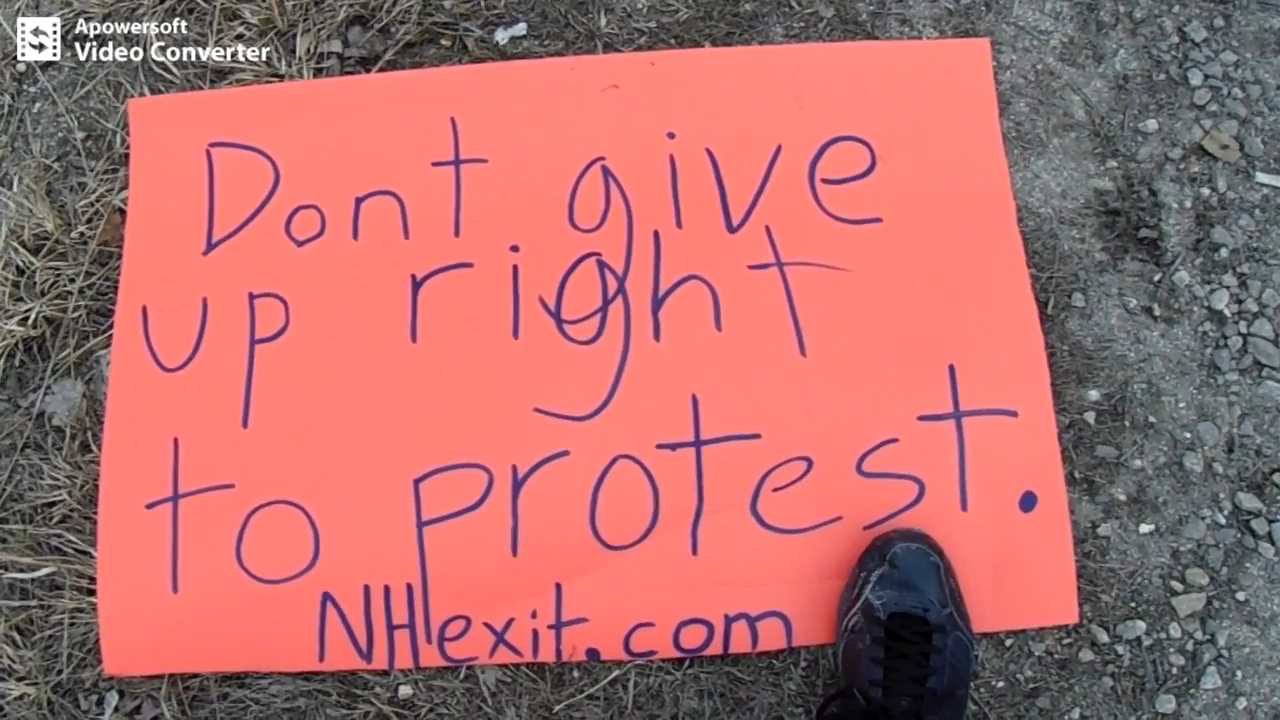 Apowersoft
Video Converter
Dont give
up right
to protest.
NHexit.com